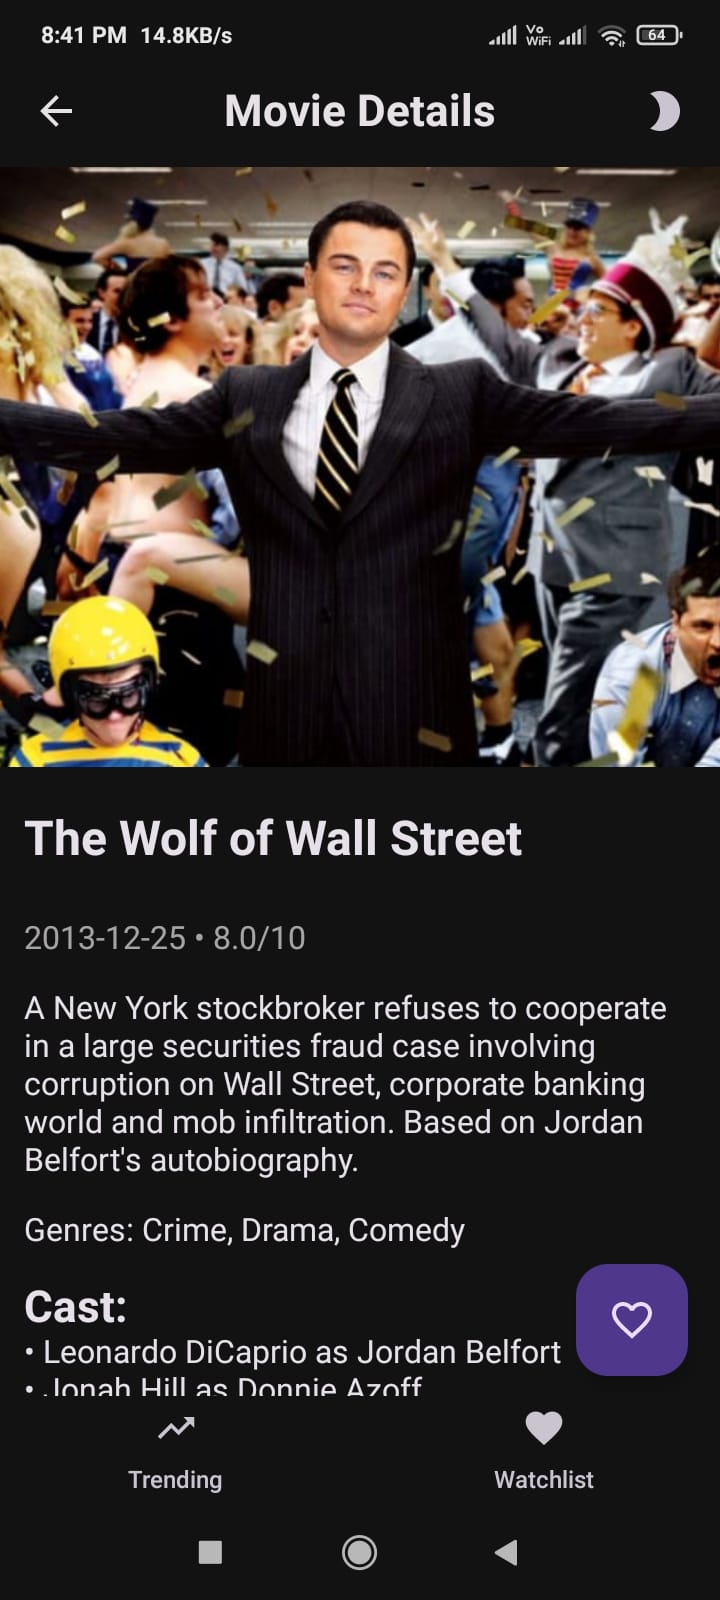 8:41 PM 14.8KB/s Vo WiFi 64
Movie Details
The Wolf of Wall Street
2013-12-25 • 8.0/10
A New York stockbroker refuses to cooperate
in a large securities fraud case involving
corruption on Wall Street, corporate banking
world and mob infiltration. Based on Jordan
Belfort's autobiography.
Genres: Crime, Drama, Comedy
Cast:
• Leonardo DiCaprio as Jordan Belfort
• Jonah Hill as Donnie Azoff
Trending Watchlist